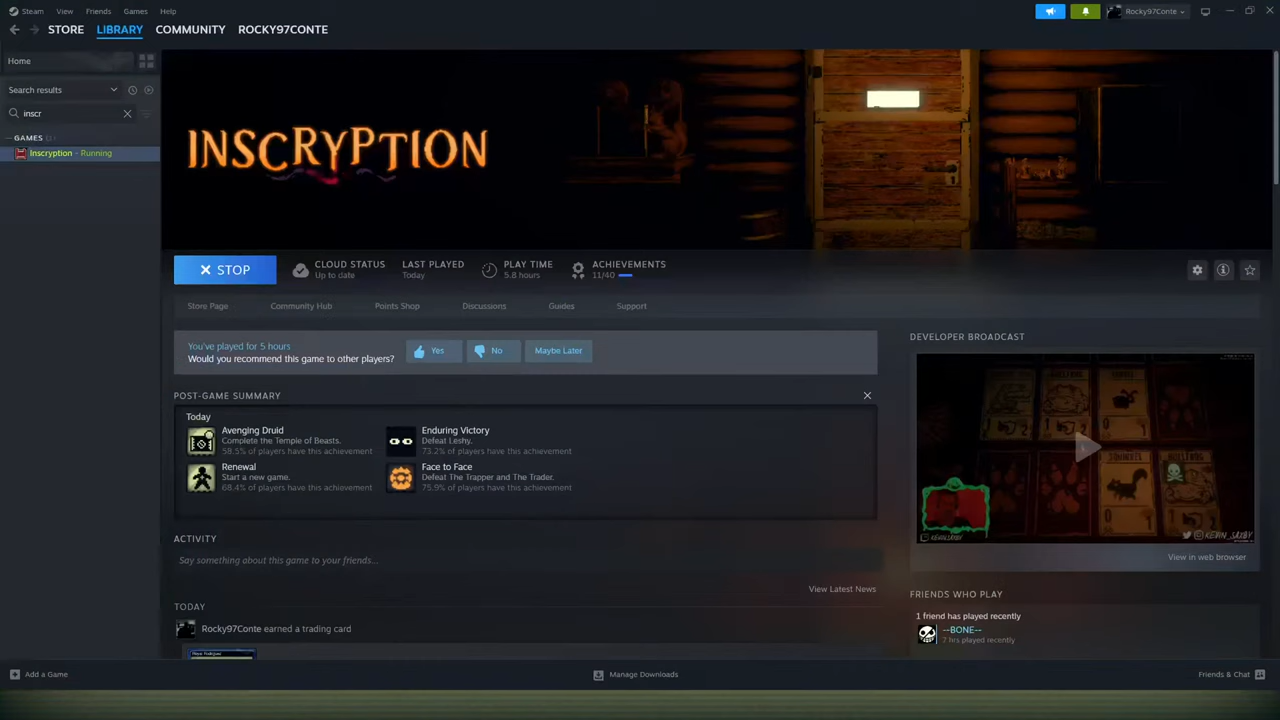 Steam View Friends Games Help
Rocky97Conte
STORE LIBRARY COMMUNITY ROCKY97CONTE
Home
Search results
inscr
GAMES
Inscryption - Running
INSCRYPTION
STOP
CLOUD STATUS
Up to date
LAST PLAYED
Today
PLAY TIME
5.8 hours
ACHIEVEMENTS
11/40
Store Page Community Hub Points Shop Discussions Guides Support
You've played for 5 hours
Would you recommend this game to other players?
Yes No Maybe Later
POST-GAME SUMMARY
Today
Avenging Druid
Complete the Temple of Beasts.
58.5% of players have this achievement
Enduring Victory
Defeat Leshy.
73.2% of players have this achievement
Renewal
Start a new game.
68.4% of players have this achievement
Face to Face
Defeat The Trapper and The Trader.
75.9% of players have this achievement
ACTIVITY
Say something about this game to your friends...
View Latest News
TODAY
Rocky97Conte earned a trading card
DEVELOPER BROADCAST
SQUIRREL
BULLFROG
KEVIN_SAXBY
View in web browser
FRIENDS WHO PLAY
1 friend has played recently
--BONE--
7 hrs played recently
Add a Game
Manage Downloads
Friends & Chat